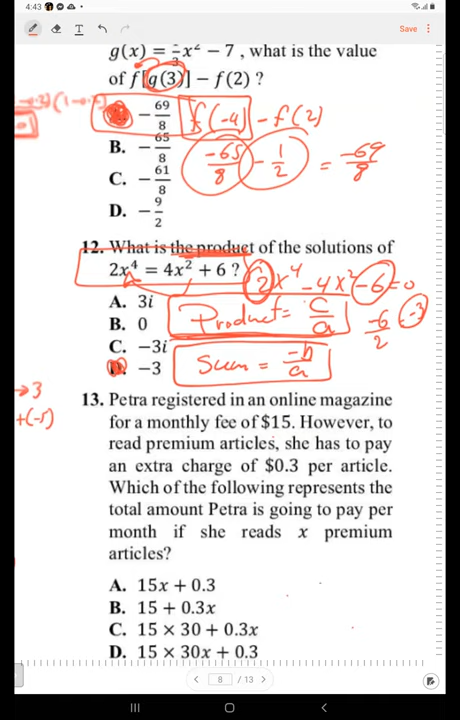 4:43
Save
g(x) = -x² − 7 , what is the value
3
of f[g(3)] − f(2) ?
− 69/8
f(-4) - f(2)
B. − 65/8
-65/8 - 1/2 = -69/8
C. − 61/8
D. − 9/2
12. What is the product of the solutions of
2x⁴ = 4x² + 6 ?
2x⁴ - 4x² - 6 = 0
A. 3i
B. 0
Product = c/a
-6/2
-3
C. −3i
D. −3
Sum = -b/a
→3
+(-5)
13. Petra registered in an online magazine
for a monthly fee of $15. However, to
read premium articles, she has to pay
an extra charge of $0.3 per article.
Which of the following represents the
total amount Petra is going to pay per
month if she reads x premium
articles?
A. 15x + 0.3
B. 15 + 0.3x
C. 15 × 30 + 0.3x
D. 15 × 30x + 0.3
8 / 13